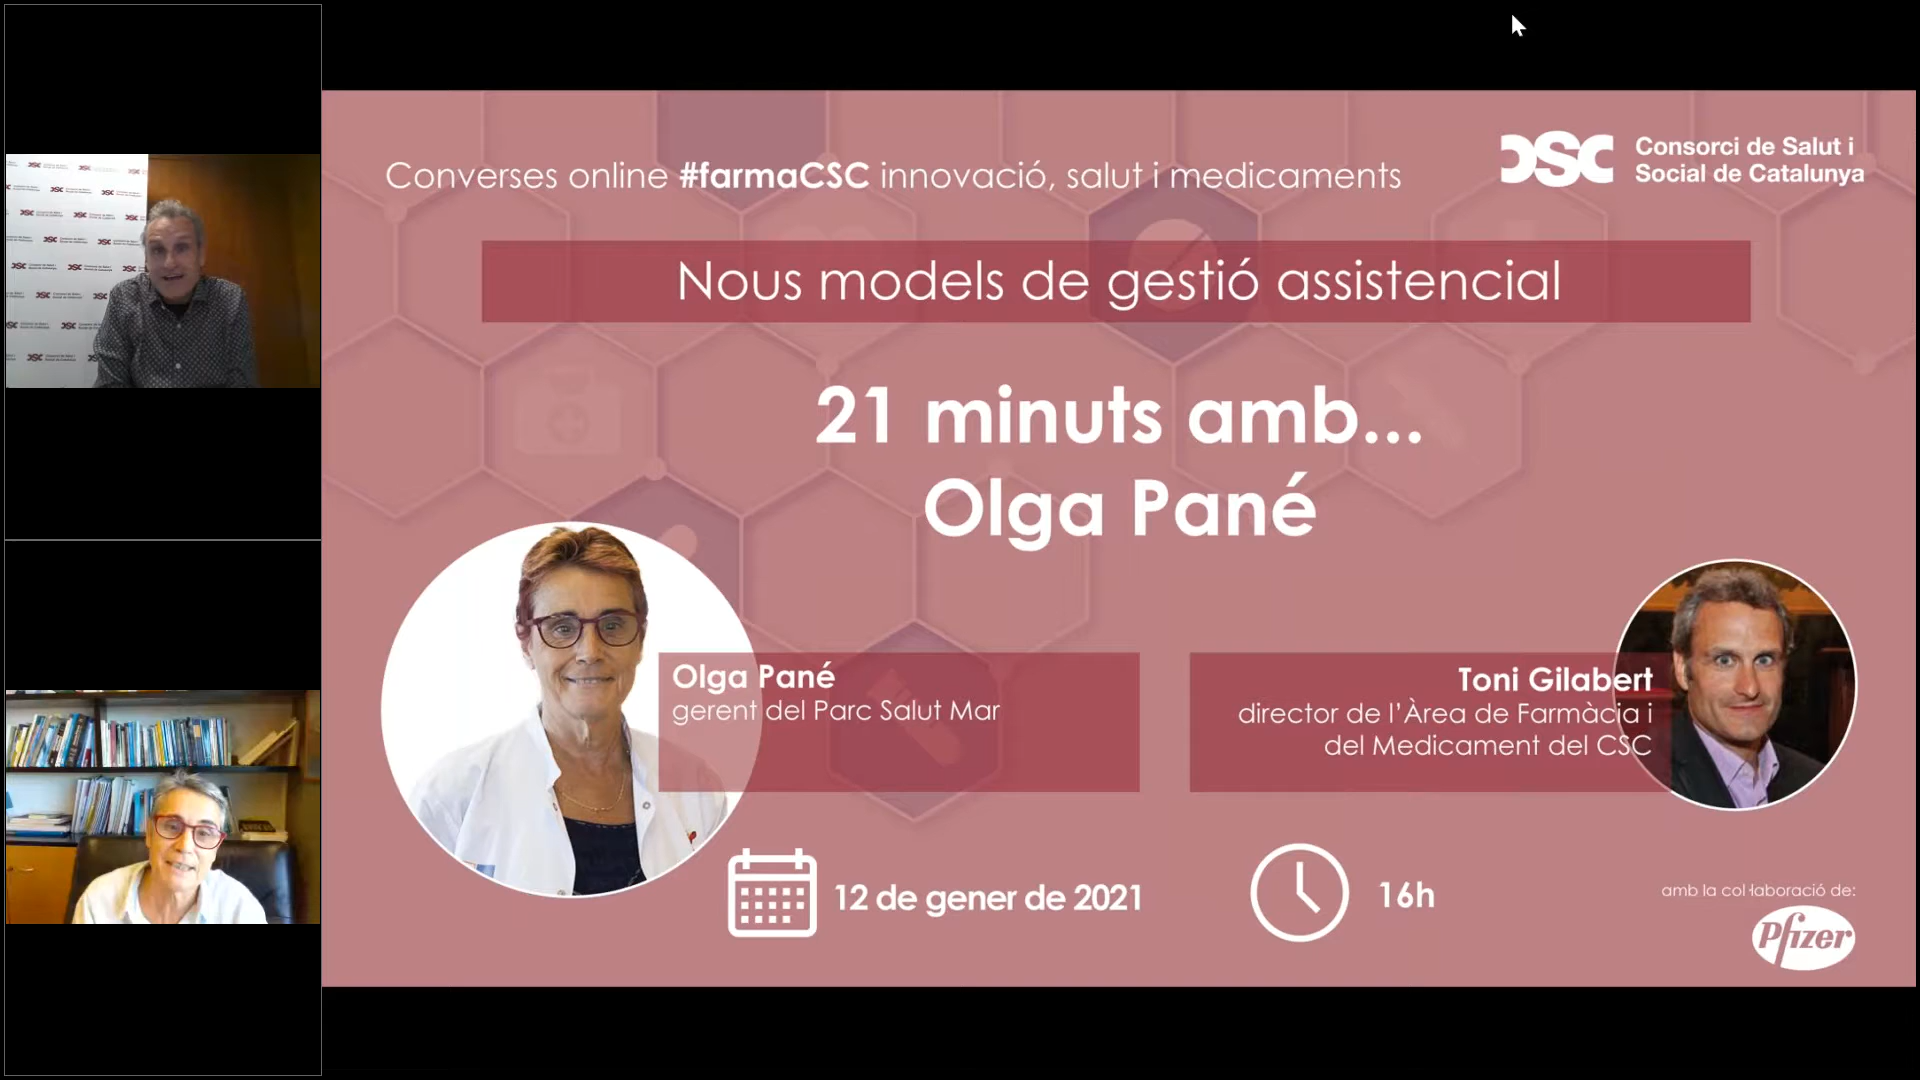 Converses online #farmaCSC innovació, salut i medicaments
CSC
Consorci de Salut i
Social de Catalunya
Nous models de gestió assistencial
21 minuts amb...
Olga Pané
Olga Pané
gerent del Parc Salut Mar
Toni Gilabert
director de l'Àrea de Farmàcia i
del Medicament del CSC
12 de gener de 2021
16h
amb la col·laboració de:
Pfizer